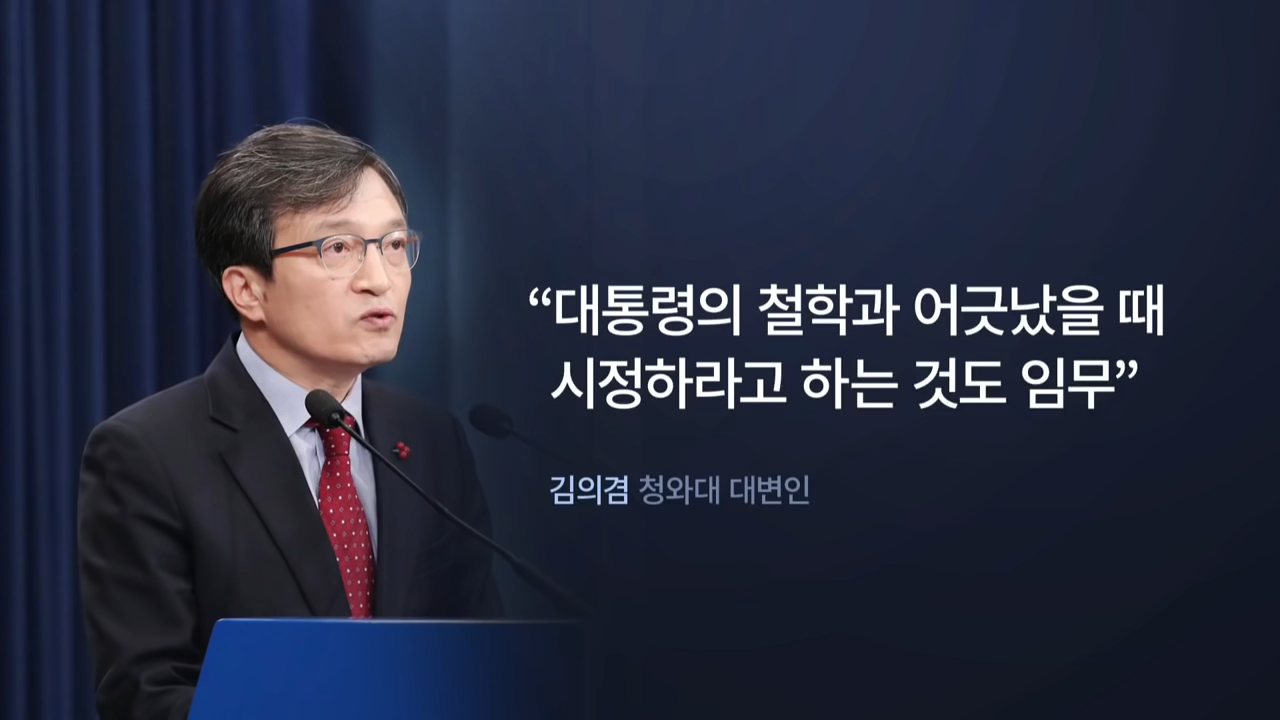 “대통령의 철학과 어긋났을 때
시정하라고 하는 것도 임무”
김의겸 청와대 대변인